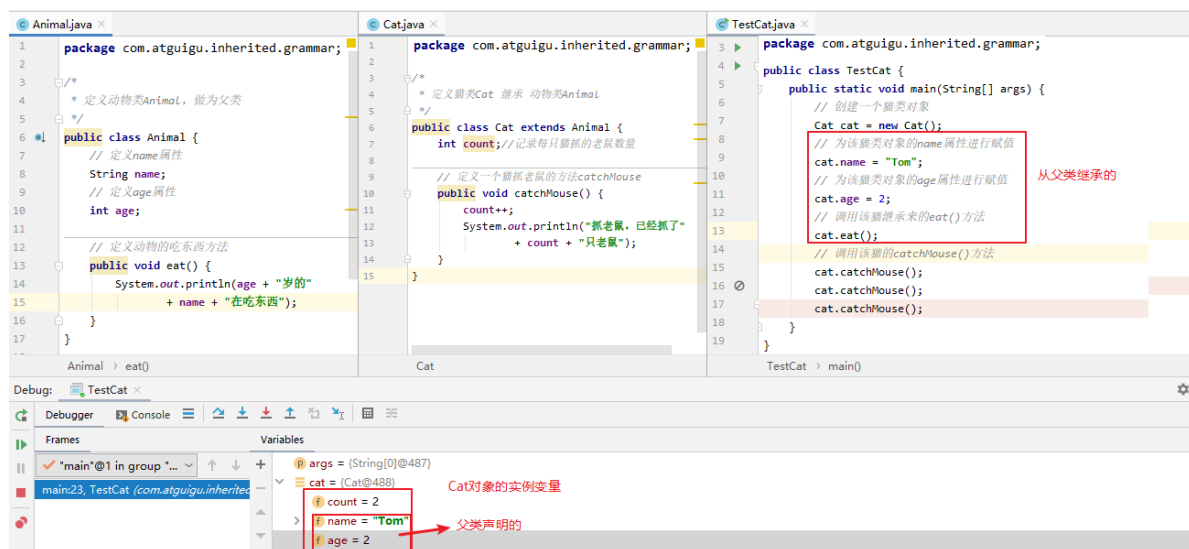 Animal.java
1 package com.atguigu.inherited.grammar;
2
3 /*
4 * 定义动物类Animal，做为父类
5 */
6 public class Animal {
7 // 定义name属性
8 String name;
9 // 定义age属性
10 int age;
11
12 // 定义动物的吃东西方法
13 public void eat() {
14 System.out.println(age + "岁的"
15 + name + "在吃东西");
16 }
17 }
Animal › eat()
Cat.java
1 package com.atguigu.inherited.grammar;
2
3 /*
4 * 定义猫类Cat 继承 动物类Animal
5 */
6 public class Cat extends Animal {
7 int count;//记录每只猫抓的老鼠数量
8
9 // 定义一个猫抓老鼠的方法catchMouse
10 public void catchMouse() {
11 count++;
12 System.out.println("抓老鼠，已经抓了"
13 + count + "只老鼠");
14 }
15 }
Cat
TestCat.java
3 package com.atguigu.inherited.grammar;
4
5 public class TestCat {
public static void main(String[] args) {
6 // 创建一个猫类对象
7 Cat cat = new Cat();
8 // 为该猫类对象的name属性进行赋值
9 cat.name = "Tom";
10 // 为该猫类对象的age属性进行赋值
11 cat.age = 2;
12 // 调用该猫继承来的eat()方法
13 cat.eat();
14 // 调用该猫的catchMouse()方法
15 cat.catchMouse();
16 cat.catchMouse();
17 cat.catchMouse();
18 }
19 }
从父类继承的
TestCat › main()
Debug: TestCat
Debugger Console
Frames Variables
"main"@1 in group "...
main:23, TestCat (com.atguigu.inherited
args = {String[0]@487}
cat = {Cat@488}
Cat对象的实例变量
count = 2
name = "Tom"
父类声明的
age = 2